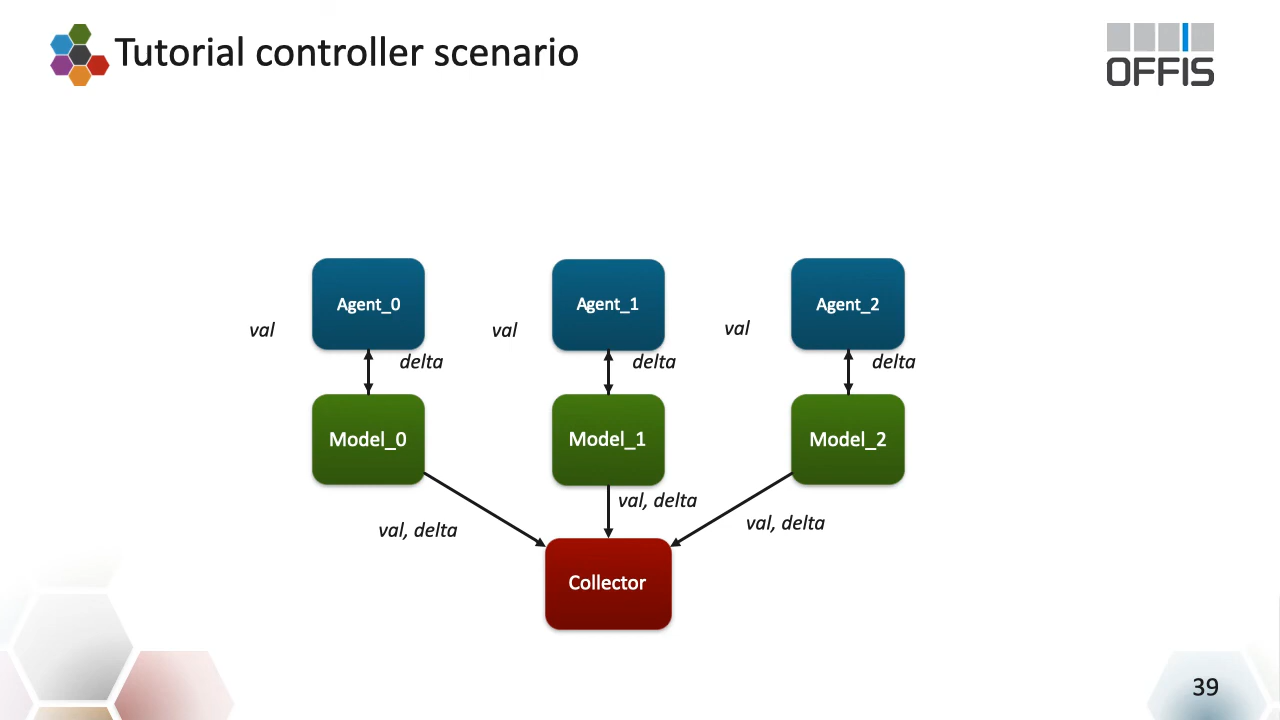 Tutorial controller scenario
OFFIS
Agent_0
Agent_1
Agent_2
val
val
val
delta
delta
delta
Model_0
Model_1
Model_2
val, delta
val, delta
val, delta
Collector
39